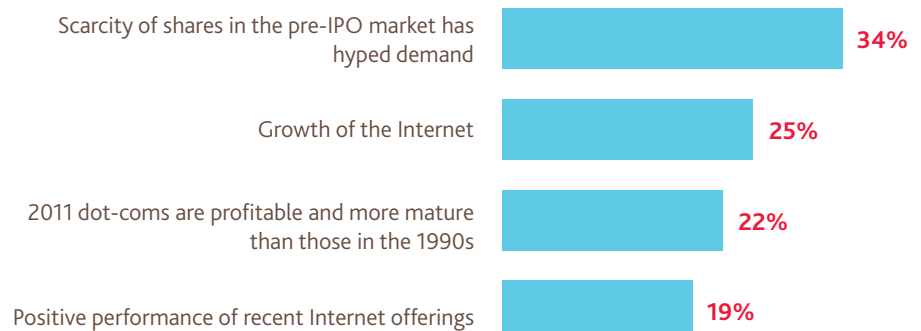 Scarcity of shares in the pre-IPO market has
hyped demand
34%
Growth of the Internet
25%
2011 dot-coms are profitable and more mature
than those in the 1990s
22%
Positive performance of recent Internet offerings
19%